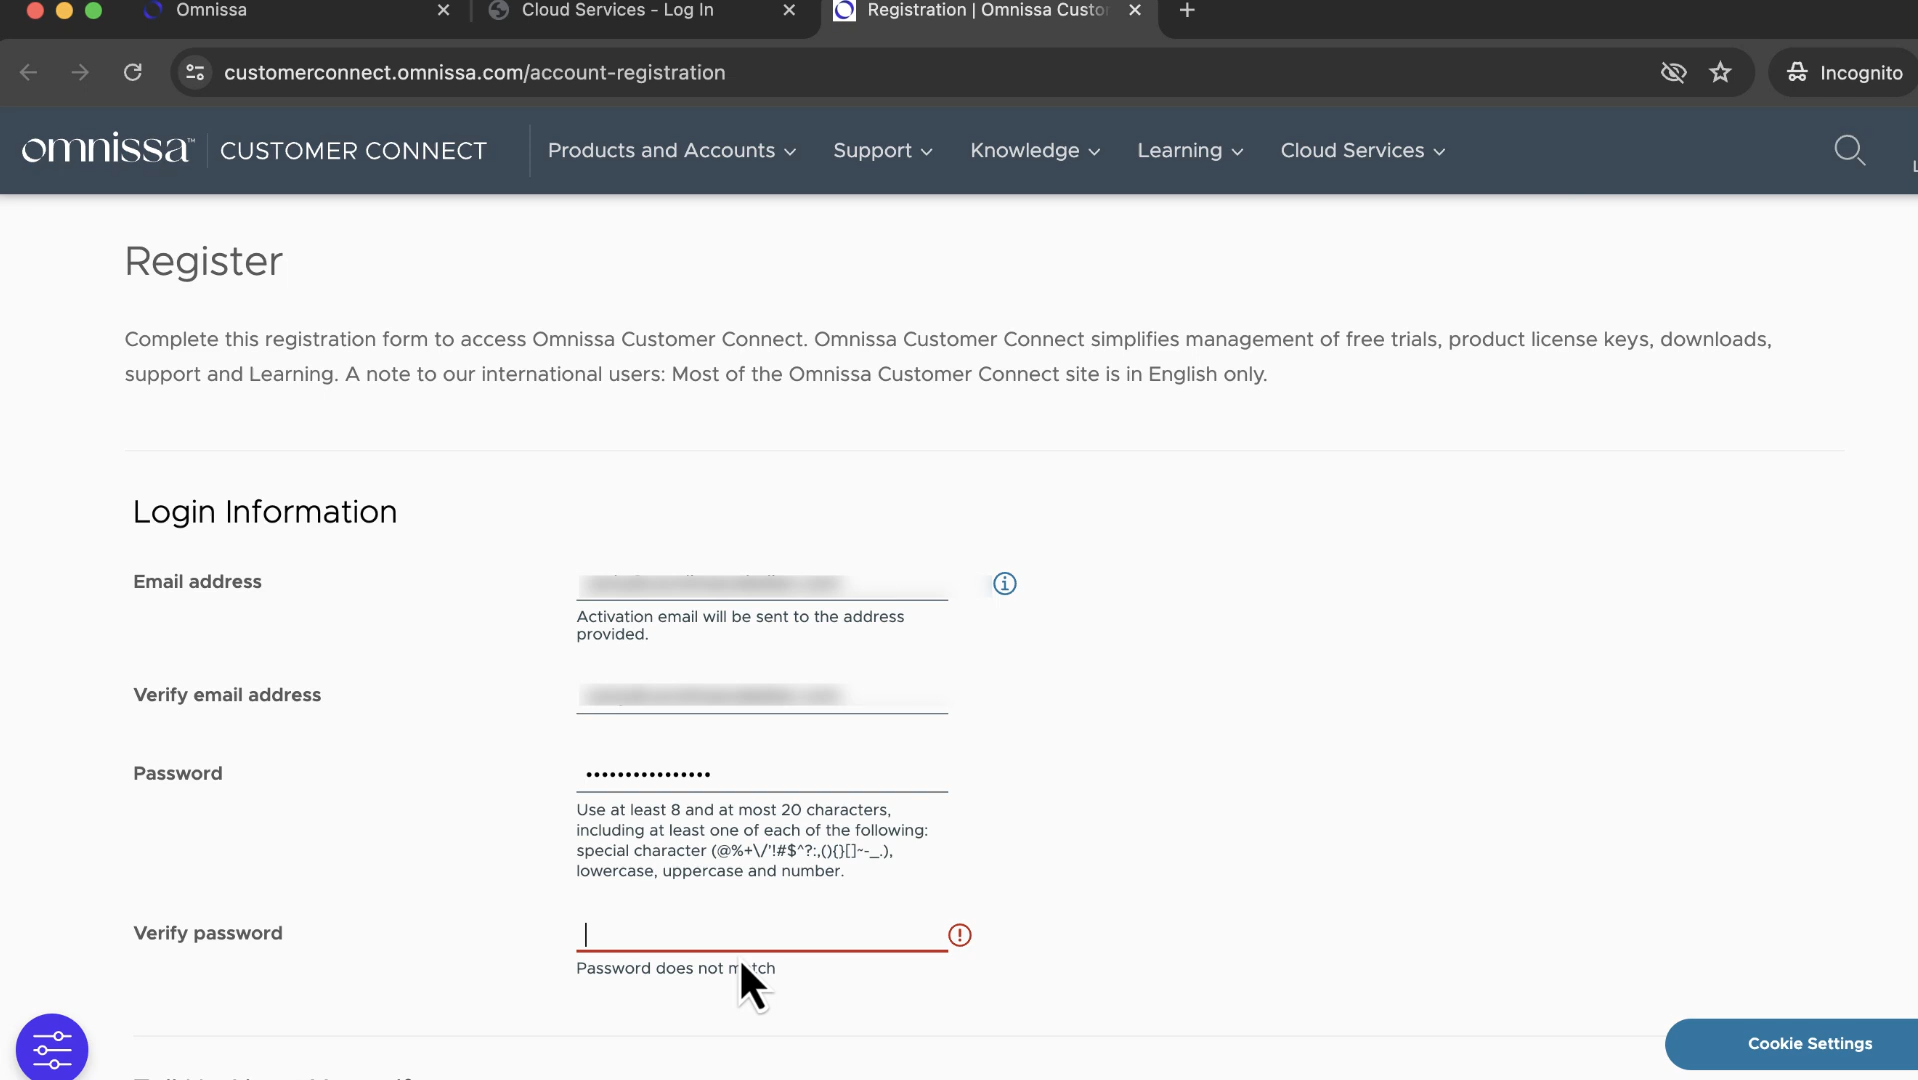 Omnissa
Cloud Services - Log In
Registration | Omnissa Custo
customerconnect.omnissa.com/account-registration
Incognito
omnissa™
CUSTOMER CONNECT
Products and Accounts
Support
Knowledge
Learning
Cloud Services
Register
Complete this registration form to access Omnissa Customer Connect. Omnissa Customer Connect simplifies management of free trials, product license keys, downloads,
support and Learning. A note to our international users: Most of the Omnissa Customer Connect site is in English only.
Login Information
Email address
Activation email will be sent to the address
provided.
Verify email address
Password
••••••••••••••••
Use at least 8 and at most 20 characters,
including at least one of each of the following:
special character (@%+\/'!#$^?:,(){}[]~-_.),
lowercase, uppercase and number.
Verify password
Password does not match
Cookie Settings